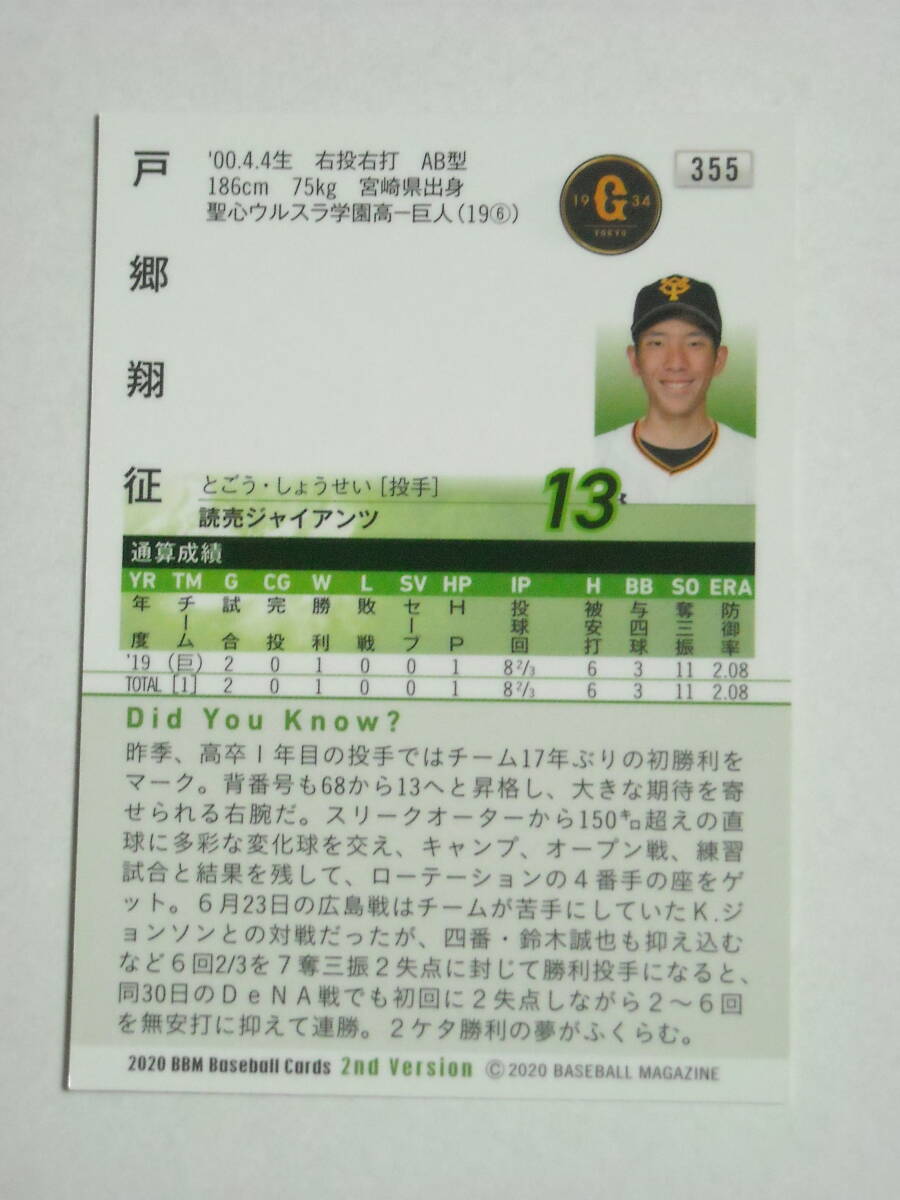 戸郷翔征
'00.4.4生 右投右打 AB型
186cm 75kg 宮崎県出身
聖心ウルスラ学園高ー巨人(19⑥)
19 G 34
TOKYO
355
とごう・しょうせい[投手]
読売ジャイアンツ
13
通算成績
YR TM G CG W L SV HP IP H BB SO ERA
年度 チーム 試合 完投 勝利 敗戦 セーブ HP 投球回 被安打 与四球 奪三振 防御率
'19 (巨) 2 0 1 0 0 1 8 2/3 6 3 11 2.08
TOTAL [1] 2 0 1 0 0 1 8 2/3 6 3 11 2.08
Did You Know?
昨季、高卒1年目の投手ではチーム17年ぶりの初勝利を
マーク。背番号も68から13へと昇格し、大きな期待を寄
せられる右腕だ。スリークオーターから150㌔超えの直
球に多彩な変化球を交え、キャンプ、オープン戦、練習
試合と結果を残して、ローテーションの4番手の座をゲ
ット。6月23日の広島戦はチームが苦手にしていたK.ジ
ョンソンとの対戦だったが、四番・鈴木誠也も抑え込む
など6回2/3を7奪三振2失点に封じて勝利投手になると、
同30日のDeNA戦でも初回に2失点しながら2〜6回
を無安打に抑えて連勝。2ケタ勝利の夢がふくらむ。
2020 BBM Baseball Cards 2nd Version ©2020 BASEBALL MAGAZINE